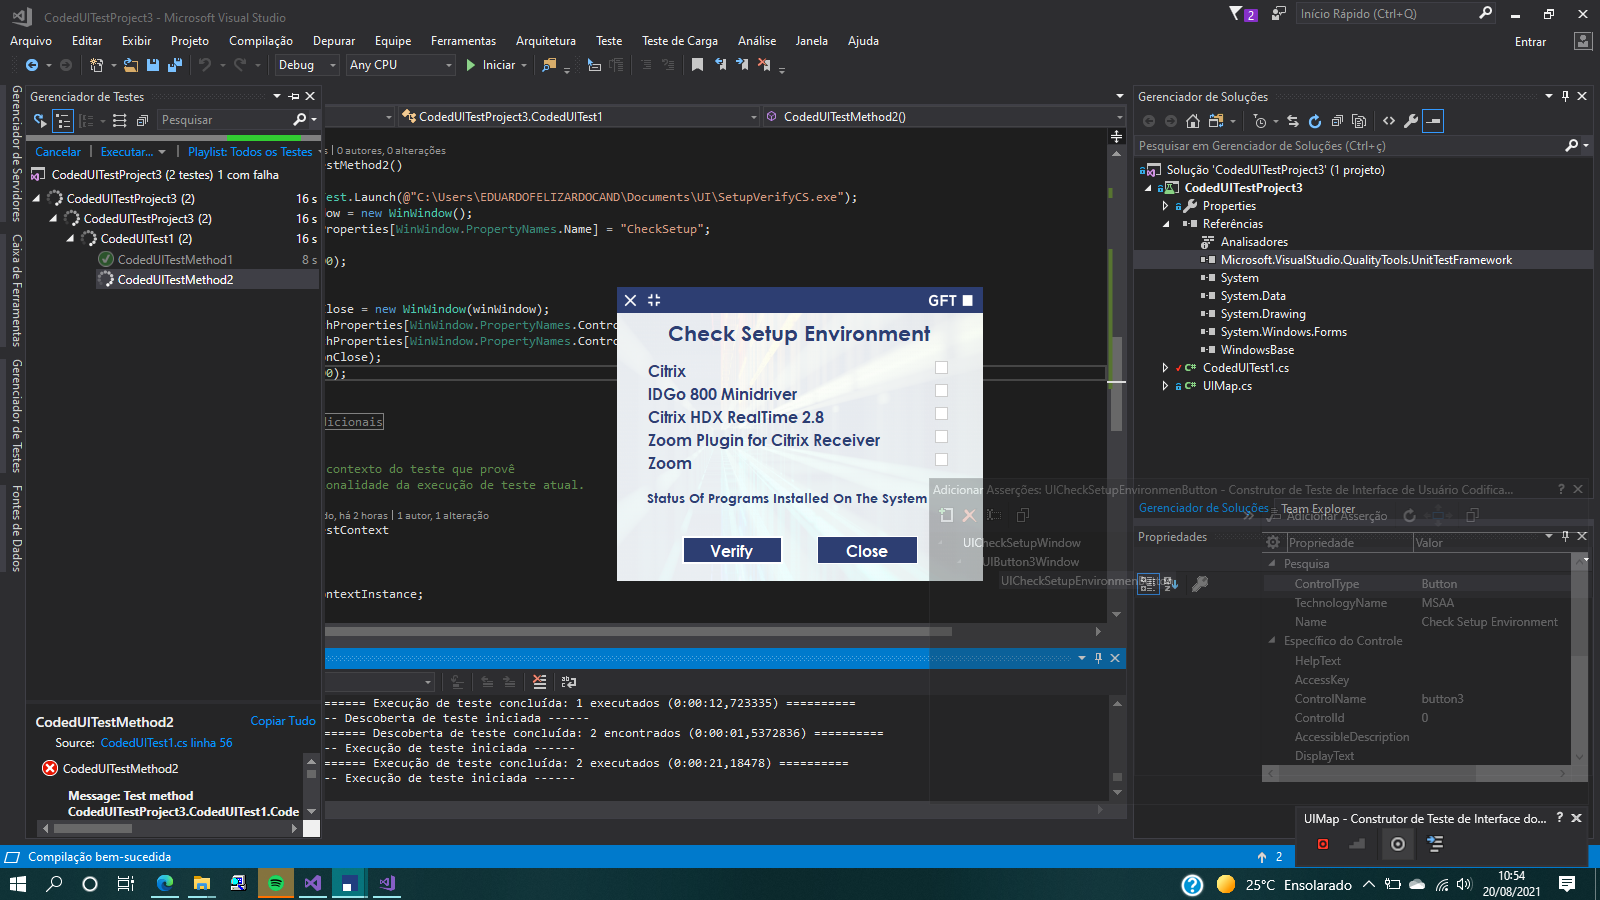 CodedUITestProject3 - Microsoft Visual Studio
2
Início Rápido (Ctrl+Q)
Arquivo Editar Exibir Projeto Compilação Depurar Equipe Ferramentas Arquitetura Teste Teste de Carga Análise Janela Ajuda
Entrar
Debug Any CPU Iniciar
Gerenciador de Servidores
Caixa de Ferramentas
Gerenciador de Testes
Fontes de Dados
Gerenciador de Testes
Pesquisar
Cancelar | Executar... | Playlist: Todos os Testes
CodedUITestProject3 (2 testes) 1 com falha
CodedUITestProject3 (2) 16 s
CodedUITestProject3 (2) 16 s
CodedUITest1 (2) 16 s
CodedUITestMethod1 8 s
CodedUITestMethod2
CodedUITestMethod2 Copiar Tudo
Source: CodedUITest1.cs linha 56
CodedUITestMethod2
Message: Test method
CodedUITestProject3.CodedUITest1.Code
CodedUITestProject3.CodedUITest1
CodedUITestMethod2()
| 0 autores, 0 alterações
stMethod2()
est.Launch(@"C:\Users\EDUARDOFELIZARDOCAND\Documents\UI\SetupVerifyCS.exe");
ow = new WinWindow();
roperties[WinWindow.PropertyNames.Name] = "CheckSetup";
0);
lose = new WinWindow(winWindow);
hProperties[WinWindow.PropertyNames.Contro
hProperties[WinWindow.PropertyNames.Contro
onClose);
0);
dicionais
contexto do teste que provê
onalidade da execução de teste atual.
do, há 2 horas | 1 autor, 1 alteração
estContext
ontextInstance;
GFT
Check Setup Environment
Citrix
IDGo 800 Minidriver
Citrix HDX RealTime 2.8
Zoom Plugin for Citrix Receiver
Zoom
Status Of Programs Installed On The System
Verify Close
====== Execução de teste concluída: 1 executados (0:00:12,723335) ==========
-- Descoberta de teste iniciada ------
====== Descoberta de teste concluída: 2 encontrados (0:00:01,5372836) ==========
-- Execução de teste iniciada ------
====== Execução de teste concluída: 2 executados (0:00:21,18478) ==========
-- Execução de teste iniciada ------
Gerenciador de Soluções
Pesquisar em Gerenciador de Soluções (Ctrl+ç)
Solução 'CodedUITestProject3' (1 projeto)
CodedUITestProject3
Properties
Referências
Analisadores
Microsoft.VisualStudio.QualityTools.UnitTestFramework
System
System.Data
System.Drawing
System.Windows.Forms
WindowsBase
CodedUITest1.cs
UIMap.cs
Adicionar Asserções: UICheckSetupEnvironmenButton - Construtor de Teste de Interface de Usuário Codifica...
Gerenciador de Soluções Team Explorer
Adicionar Asserção
Propriedades
UICheckSetupWindow
UIButton3Window
UICheckSetupEnvironmen
Propriedade Valor
Pesquisa
ControlType Button
TechnologyName MSAA
Name Check Setup Environment
Específico do Controle
HelpText
AccessKey
ControlName button3
ControlId 0
AccessibleDescription
DisplayText
UIMap - Construtor de Teste de Interface do...
Compilação bem-sucedida
2
25°C Ensolarado
10:54
20/08/2021